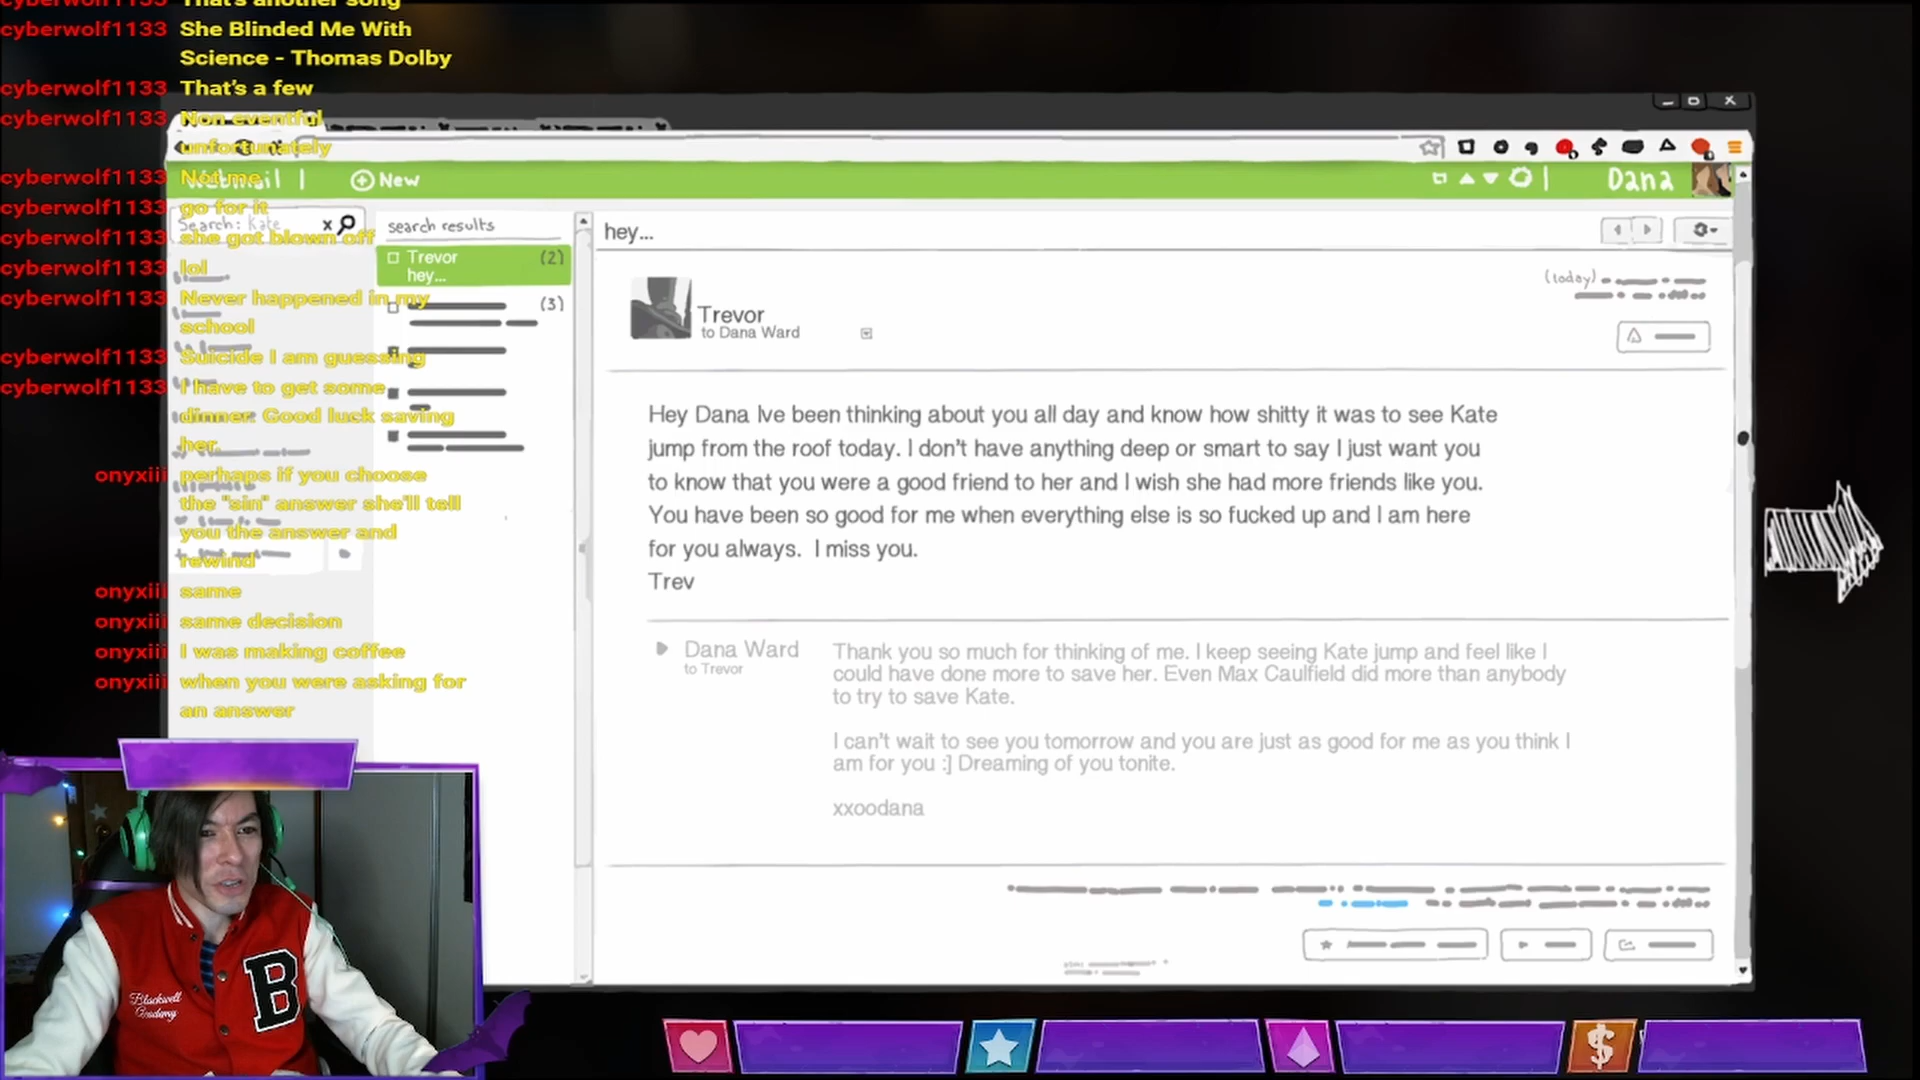 cyberwolf1133 That's another song
cyberwolf1133 She Blinded Me With
Science - Thomas Dolby
cyberwolf1133 That's a few
cyberwolf1133 Non eventful
unfortunately
cyberwolf1133 Not me
cyberwolf1133 go for it
cyberwolf1133 she got blown off
cyberwolf1133 lol
cyberwolf1133 Never happened in my
school
cyberwolf1133 Suicide I am guessing
cyberwolf1133 I have to get some
dinner. Good luck saving
her.
onyxiii perhaps if you choose
the "sin" answer she'll tell
you the answer and
rewind
onyxiii same
onyxiii same decision
onyxiii I was making coffee
onyxiii when you were asking for
an answer
Webmail | New
Dana
Search: Kate x
search results
Trevor (2)
hey...
(3)
hey...
(today)
Trevor
to Dana Ward
Hey Dana Ive been thinking about you all day and know how shitty it was to see Kate
jump from the roof today. I don't have anything deep or smart to say I just want you
to know that you were a good friend to her and I wish she had more friends like you.
You have been so good for me when everything else is so fucked up and I am here
for you always. I miss you.
Trev
Dana Ward
to Trevor
Thank you so much for thinking of me. I keep seeing Kate jump and feel like I
could have done more to save her. Even Max Caulfield did more than anybody
to try to save Kate.
I can't wait to see you tomorrow and you are just as good for me as you think I
am for you :] Dreaming of you tonite.
xxoodana
Blackwell
Academy
B
$